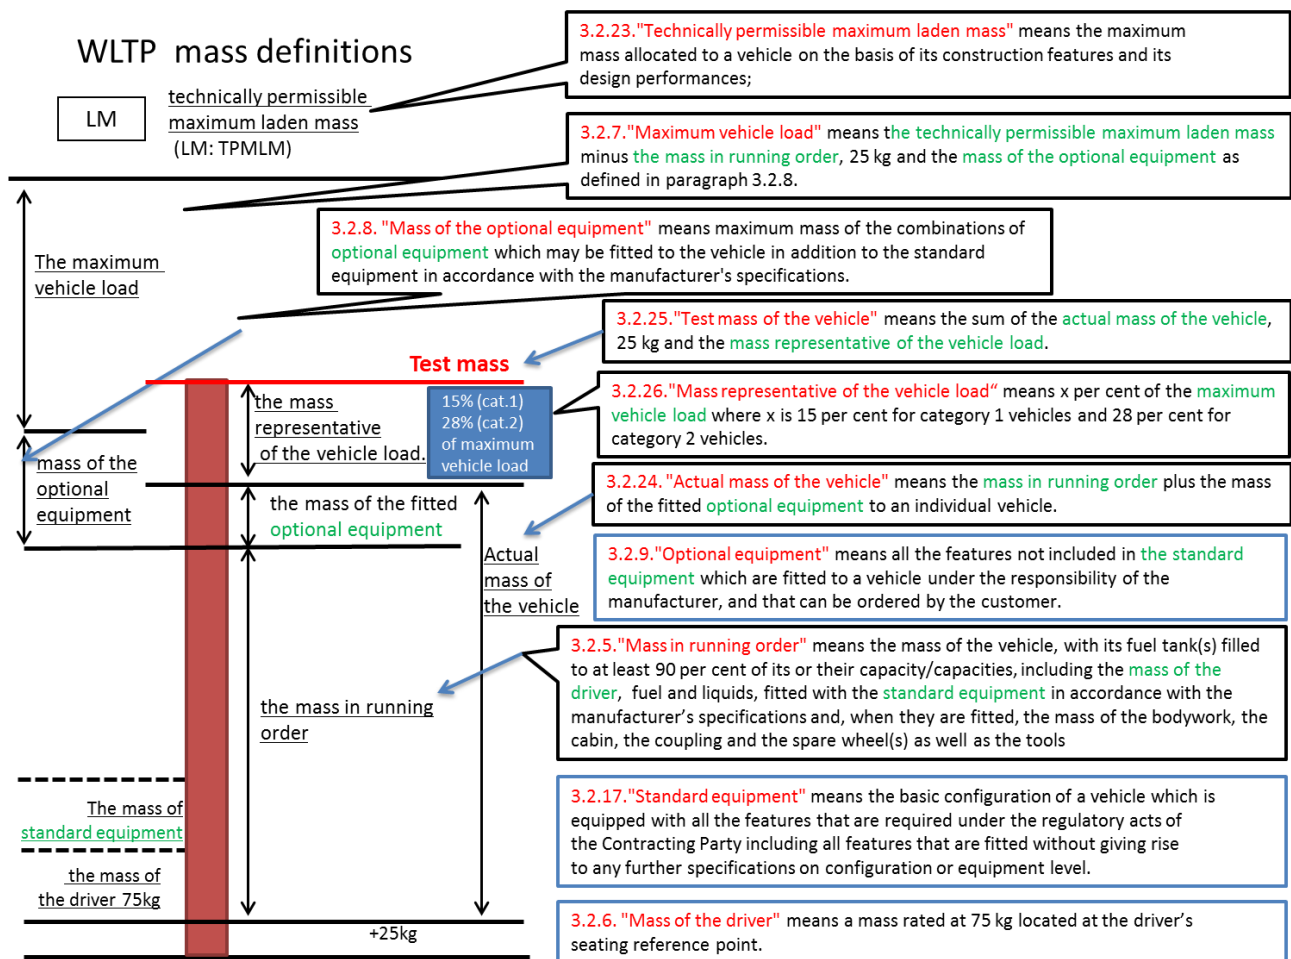 WLTP  mass definitions
LM
technically permissible
maximum laden mass
(LM: TPMLM)
3.2.23."Technically permissible maximum laden mass" means the maximum
mass allocated to a vehicle on the basis of its construction features and its
design performances;
3.2.7."Maximum vehicle load" means the technically permissible maximum laden mass
minus the mass in running order, 25 kg and the mass of the optional equipment as
defined in paragraph 3.2.8.
3.2.8. "Mass of the optional equipment" means maximum mass of the combinations of
optional equipment which may be fitted to the vehicle in addition to the standard
equipment in accordance with the manufacturer's specifications.
The maximum
vehicle load
3.2.25."Test mass of the vehicle" means the sum of the actual mass of the vehicle,
25 kg and the mass representative of the vehicle load.
Test mass
the mass
representative
of the vehicle load.
15% (cat.1)
28% (cat.2)
of maximum
vehicle load
3.2.26."Mass representative of the vehicle load“ means x per cent of the maximum
vehicle load where x is 15 per cent for category 1 vehicles and 28 per cent for
category 2 vehicles.
mass of the
optional
equipment
the mass of the fitted
optional equipment
3.2.24."Actual mass of the vehicle" means the mass in running order plus the mass
of the fitted optional equipment to an individual vehicle.
Actual
mass of
the vehicle
3.2.9."Optional equipment" means all the features not included in the standard
equipment which are fitted to a vehicle under the responsibility of the
manufacturer, and that can be ordered by the customer.
3.2.5."Mass in running order" means the mass of the vehicle, with its fuel tank(s) filled
to at least 90 per cent of its or their capacity/capacities, including the mass of the
driver,  fuel and liquids, fitted with the standard equipment in accordance with the
manufacturer’s specifications and, when they are fitted, the mass of the bodywork, the
cabin, the coupling and the spare wheel(s) as well as the tools
the mass in running
order
The mass of
standard equipment
3.2.17."Standard equipment" means the basic configuration of a vehicle which is
equipped with all the features that are required under the regulatory acts of
the Contracting Party including all features that are fitted without giving rise
to any further specifications on configuration or equipment level.
the mass of
the driver 75kg
+25kg
3.2.6. "Mass of the driver" means a mass rated at 75 kg located at the driver’s
seating reference point.